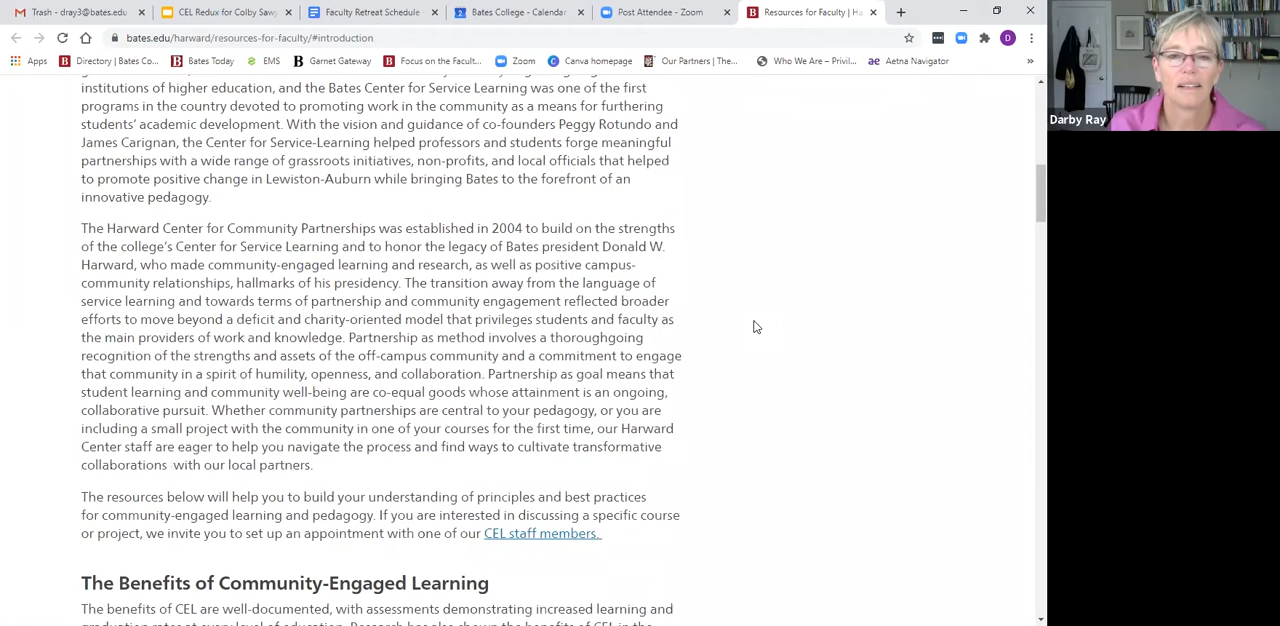 Trash - dray3@bates.edu
CEL Redux for Colby Sawy
Faculty Retreat Schedule
Bates College - Calendar
Post Attendee - Zoom
Resources for Faculty | Ha
bates.edu/harward/resources-for-faculty/#introduction
Apps
Directory | Bates Co...
Bates Today
EMS
Garnet Gateway
Focus on the Facult...
Zoom
Canva homepage
Our Partners | The...
Who We Are – Privil...
Aetna Navigator
institutions of higher education, and the Bates Center for Service Learning was one of the first
programs in the country devoted to promoting work in the community as a means for furthering
students’ academic development. With the vision and guidance of co-founders Peggy Rotundo and
James Carignan, the Center for Service-Learning helped professors and students forge meaningful
partnerships with a wide range of grassroots initiatives, non-profits, and local officials that helped
to promote positive change in Lewiston-Auburn while bringing Bates to the forefront of an
innovative pedagogy.
The Harward Center for Community Partnerships was established in 2004 to build on the strengths
of the college’s Center for Service Learning and to honor the legacy of Bates president Donald W.
Harward, who made community-engaged learning and research, as well as positive campus-
community relationships, hallmarks of his presidency. The transition away from the language of
service learning and towards terms of partnership and community engagement reflected broader
efforts to move beyond a deficit and charity-oriented model that privileges students and faculty as
the main providers of work and knowledge. Partnership as method involves a thoroughgoing
recognition of the strengths and assets of the off-campus community and a commitment to engage
that community in a spirit of humility, openness, and collaboration. Partnership as goal means that
student learning and community well-being are co-equal goods whose attainment is an ongoing,
collaborative pursuit. Whether community partnerships are central to your pedagogy, or you are
including a small project with the community in one of your courses for the first time, our Harward
Center staff are eager to help you navigate the process and find ways to cultivate transformative
collaborations with our local partners.
The resources below will help you to build your understanding of principles and best practices
for community-engaged learning and pedagogy. If you are interested in discussing a specific course
or project, we invite you to set up an appointment with one of our CEL staff members.
The Benefits of Community-Engaged Learning
The benefits of CEL are well-documented, with assessments demonstrating increased learning and
graduation rates at every level of education. Research has also shown the benefits of CEL in the
Darby Ray
D